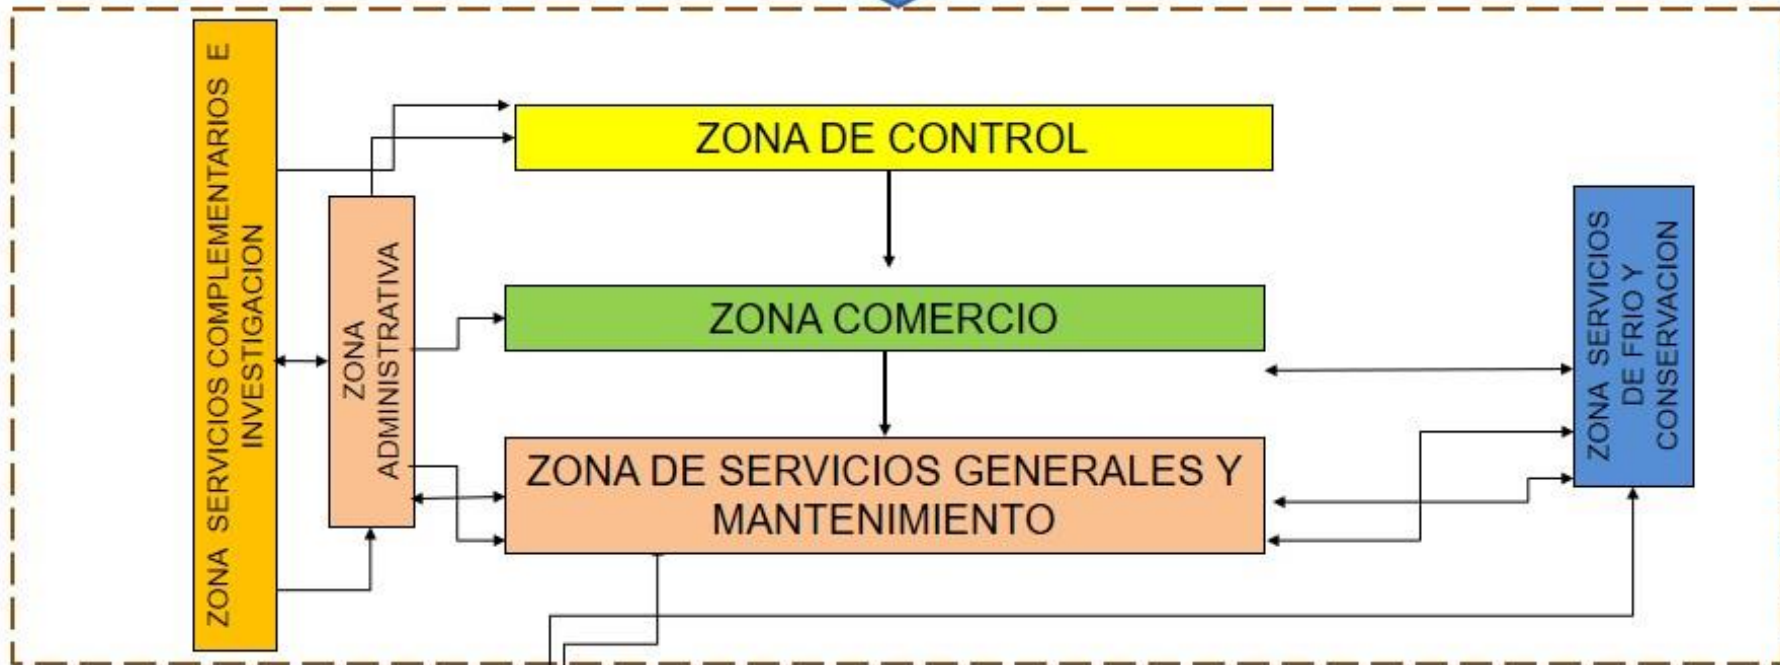 ZONA SERVICIOS COMPLEMENTARIOS E
INVESTIGACION
ZONA
ADMINISTRATIVA
ZONA DE CONTROL
ZONA COMERCIO
ZONA DE SERVICIOS GENERALES Y
MANTENIMIENTO
ZONA SERVICIOS
DE FRIO Y
CONSERVACION